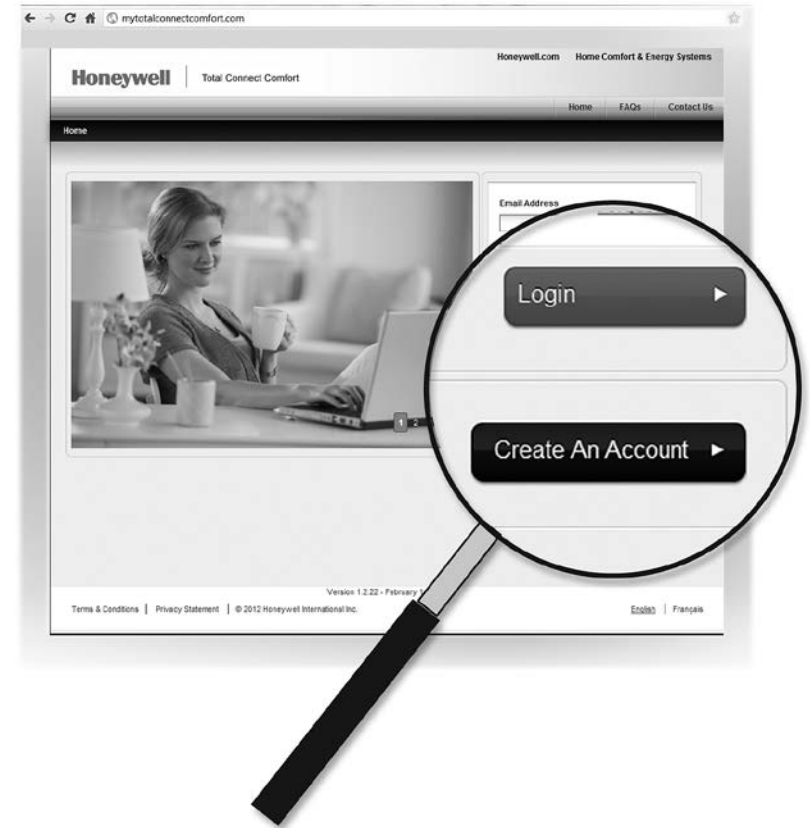 mytotalconnectcomfort.com
Honeywell.com Home Comfort & Energy Systems
Honeywell Total Connect Comfort
Home FAQs Contact Us
Home
Email Address
Login
Create An Account
1 2
Version 1.2.22 - February
Terms & Conditions | Privacy Statement | © 2012 Honeywell International Inc.
English | Français